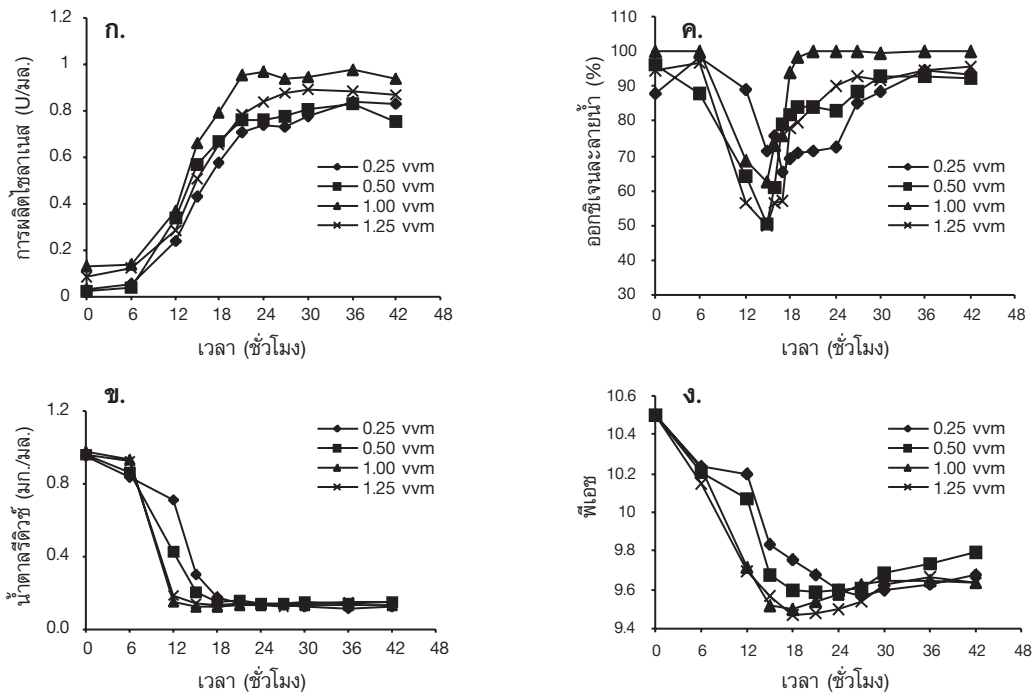 ก.
การผลิตไซลาเนส (U/มล.)
1.2
1
0.8
0.6
0.4
0.2
0
0 6 12 18 24 30 36 42 48
เวลา (ชั่วโมง)
0.25 vvm
0.50 vvm
1.00 vvm
1.25 vvm
ค.
ออกซิเจนละลายน้ำ (%)
110
100
90
80
70
60
50
40
30
0 6 12 18 24 30 36 42 48
เวลา (ชั่วโมง)
0.25 vvm
0.50 vvm
1.00 vvm
1.25 vvm
ข.
น้ำตาลรีดิวซ์ (มก./มล.)
1.2
0.8
0.4
0.0
0 6 12 18 24 30 36 42 48
เวลา (ชั่วโมง)
0.25 vvm
0.50 vvm
1.00 vvm
1.25 vvm
ง.
พีเอช
10.6
10.4
10.2
10.0
9.8
9.6
9.4
0 6 12 18 24 30 36 42 48
เวลา (ชั่วโมง)
0.25 vvm
0.50 vvm
1.00 vvm
1.25 vvm